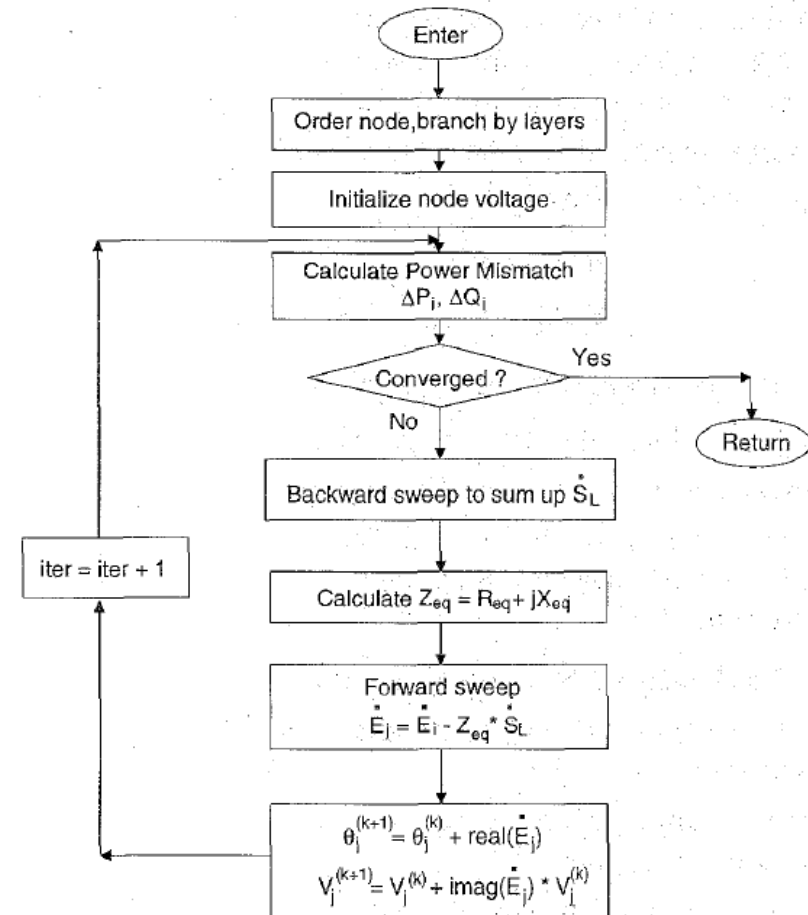 Enter
Order node,branch by layers
Initialize node voltage
Calculate Power Mismatch
ΔPᵢ, ΔQᵢ
Converged ?
Yes
No
Return
Backward sweep to sum up Ṡ_L
iter = iter + 1
Calculate Z_eq = R_eq + jX_eq
Forward sweep
Ė_j = Ė_i - Z_eq* Ṡ_L
θ_j^(k+1) = θ_j^(k) + real(Ė_j)
V_j^(k+1) = V_j^(k) + imag(Ė_j) * V_j^(k)